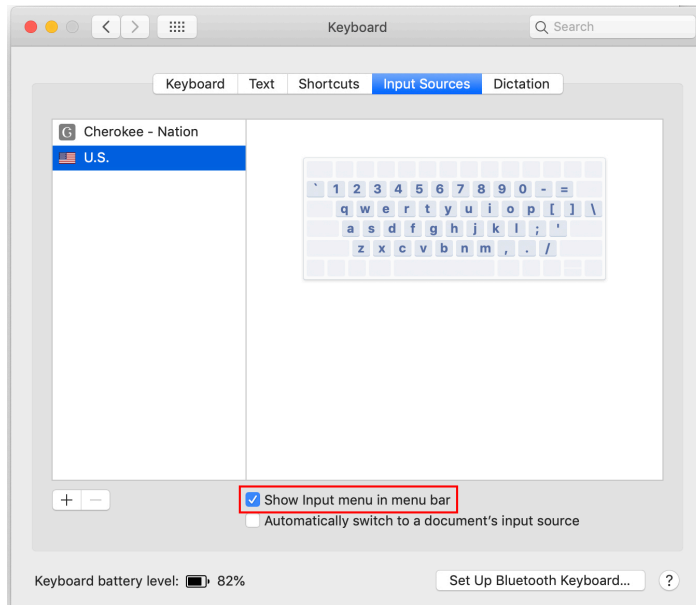 Keyboard
Search
Keyboard Text Shortcuts Input Sources Dictation
Cherokee - Nation
U.S.
` 1 2 3 4 5 6 7 8 9 0 - =
q w e r t y u i o p [ ] \
a s d f g h j k l ; '
z x c v b n m , . /
+ −
Show Input menu in menu bar
Automatically switch to a document's input source
Keyboard battery level: 82%
Set Up Bluetooth Keyboard...
?